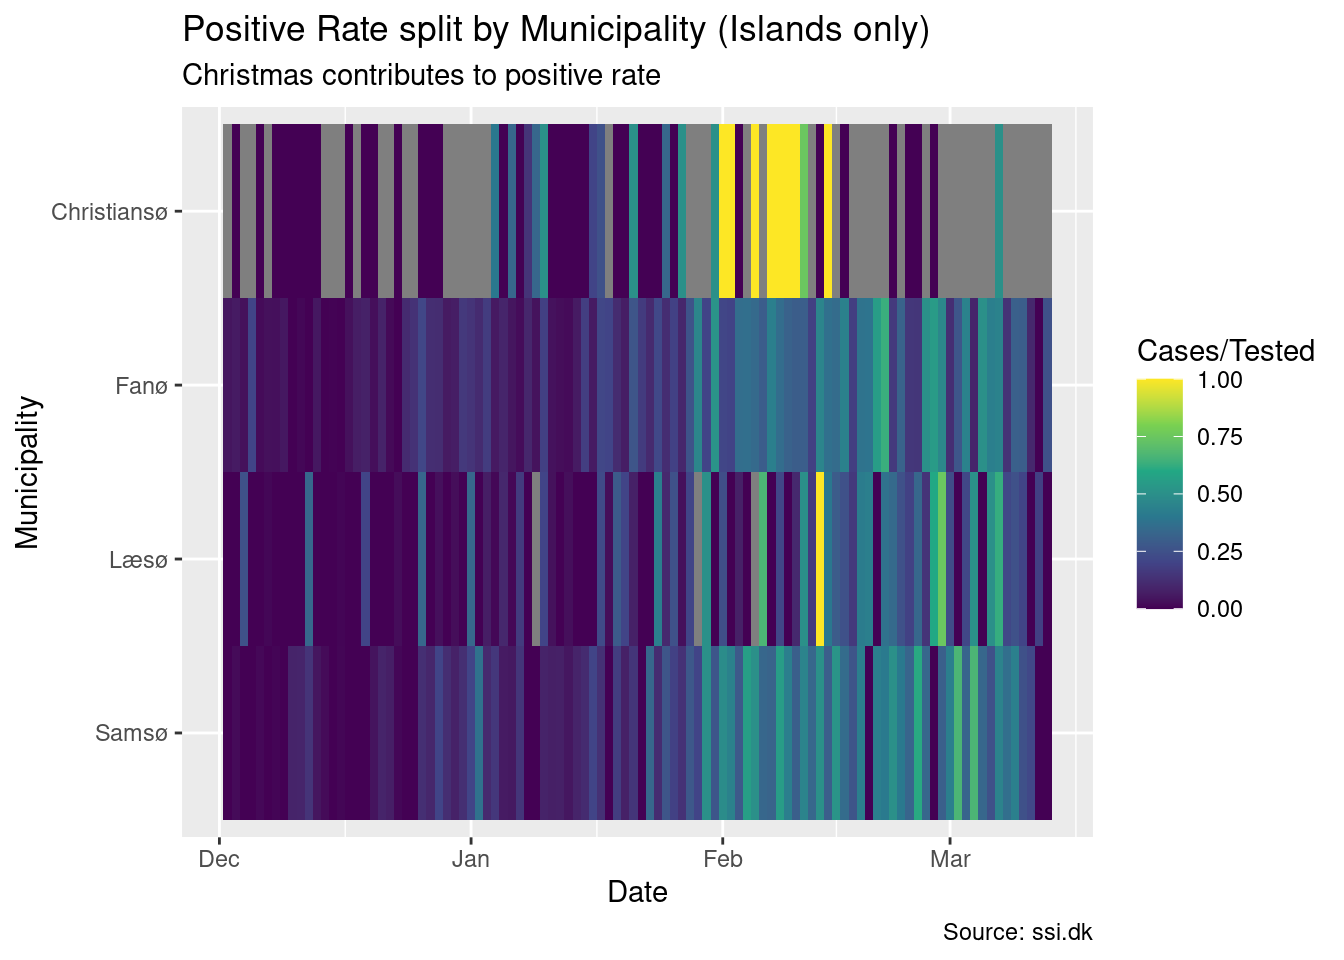 Positive Rate split by Municipality (Islands only)
Christmas contributes to positive rate
Municipality
Christiansø
Fanø
Læsø
Samsø
Dec
Jan
Feb
Mar
Date
Cases/Tested
1.00
0.75
0.50
0.25
0.00
Source: ssi.dk